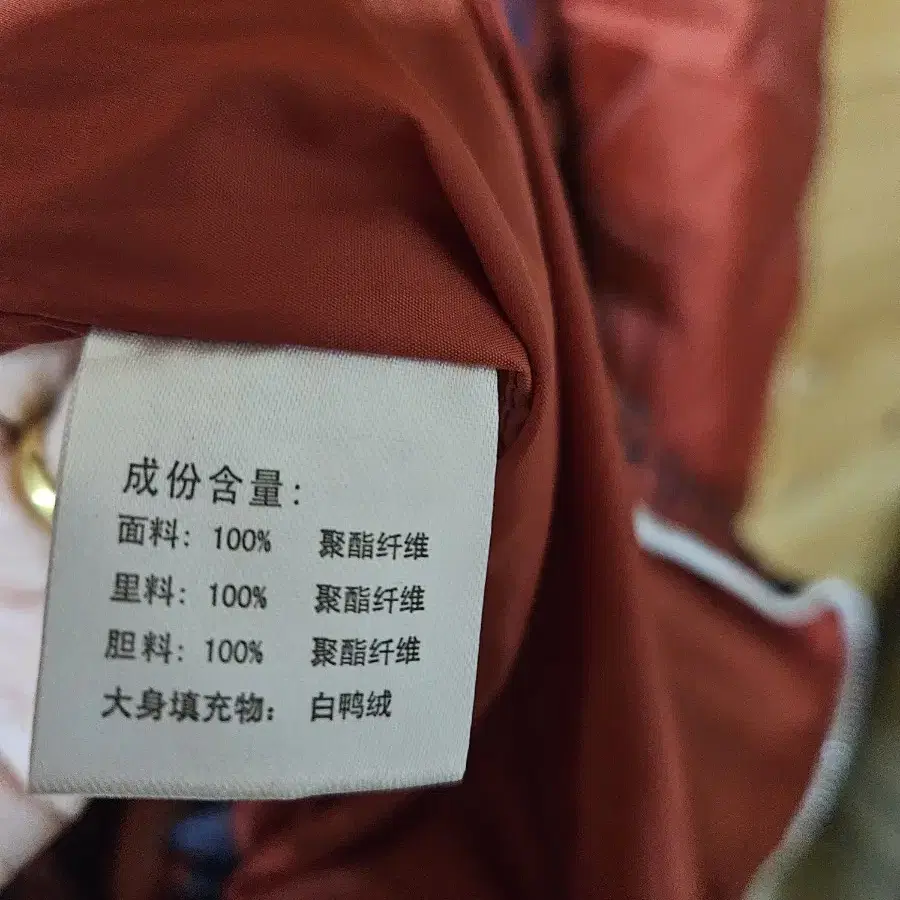 成份含量：
面料：100% 聚酯纤维
里料：100% 聚酯纤维
胆料：100% 聚酯纤维
大身填充物： 白鸭绒